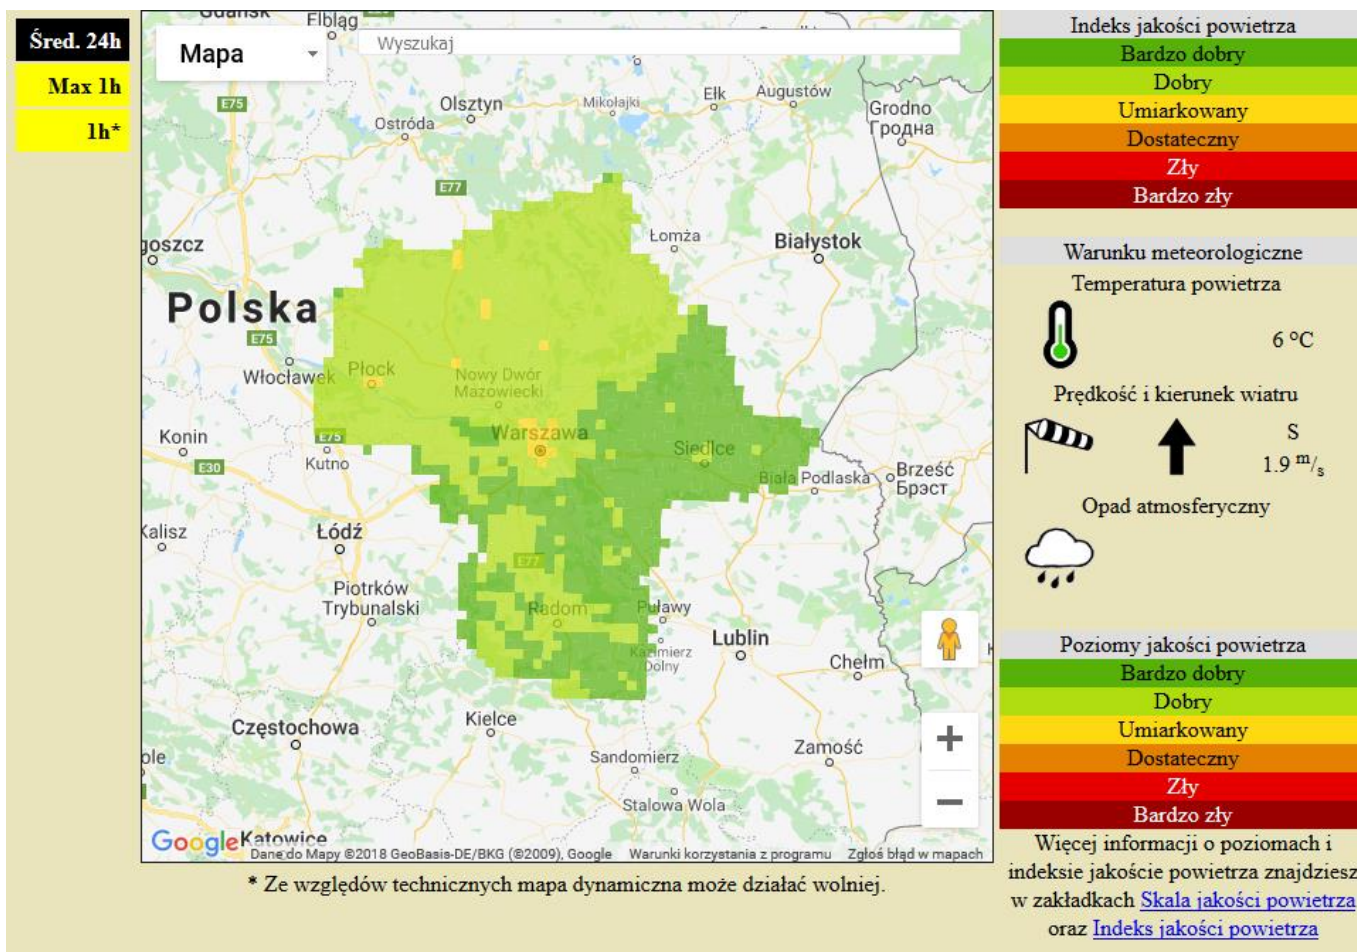 Śred. 24h
Max 1h
1h*
Mapa
Wyszukaj
Gdańsk
Elbląg
E75
Olsztyn
Mikołajki
Ełk
Augustów
Grodno
Гродна
Ostróda
E77
Łomża
Białystok
goszcz
Polska
E75
Włocławek
Płock
Nowy Dwór
Mazowiecki
Konin
E75
Warszawa
Siedlce
E30
Kutno
Biała Podlaska
Brześć
Брэст
Kalisz
Łódź
E77
Piotrków
Trybunalski
Radom
Puławy
Lublin
Kazimierz
Dolny
Chełm
Kielce
Częstochowa
Sandomierz
Zamość
ole
Stalowa Wola
Google
Katowice
Dane do Mapy ©2018 GeoBasis-DE/BKG (©2009), Google
Warunki korzystania z programu
Zgłoś błąd w mapach
* Ze względów technicznych mapa dynamiczna może działać wolniej.
Indeks jakości powietrza
Bardzo dobry
Dobry
Umiarkowany
Dostateczny
Zły
Bardzo zły
Warunku meteorologiczne
Temperatura powietrza
6 °C
Prędkość i kierunek wiatru
S
1.9 m/s
Opad atmosferyczny
Poziomy jakości powietrza
Bardzo dobry
Dobry
Umiarkowany
Dostateczny
Zły
Bardzo zły
Więcej informacji o poziomach i
indeksie jakoście powietrza znajdziesz
w zakładkach Skala jakości powietrza
oraz Indeks jakości powietrza